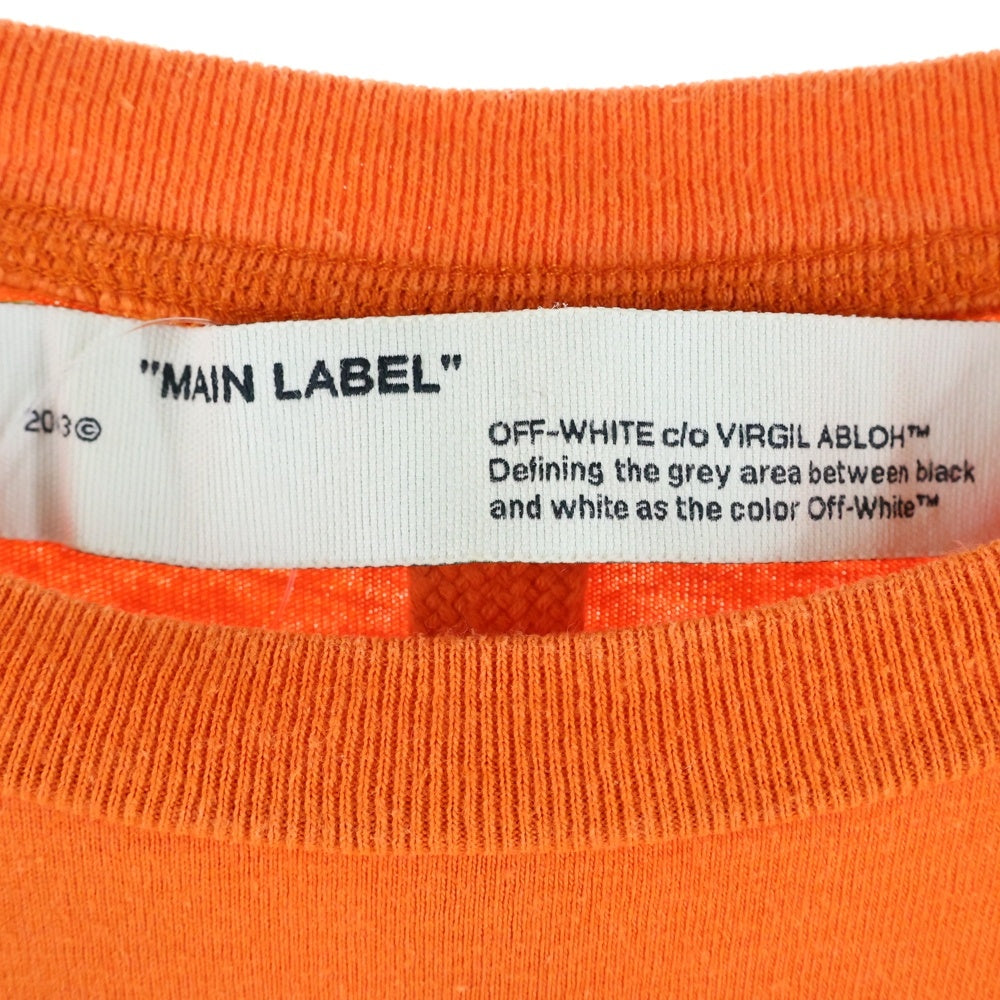 "MAIN LABEL"
2013©
OFF-WHITE c/o VIRGIL ABLOH™
Defining the grey area between black
and white as the color Off-White™